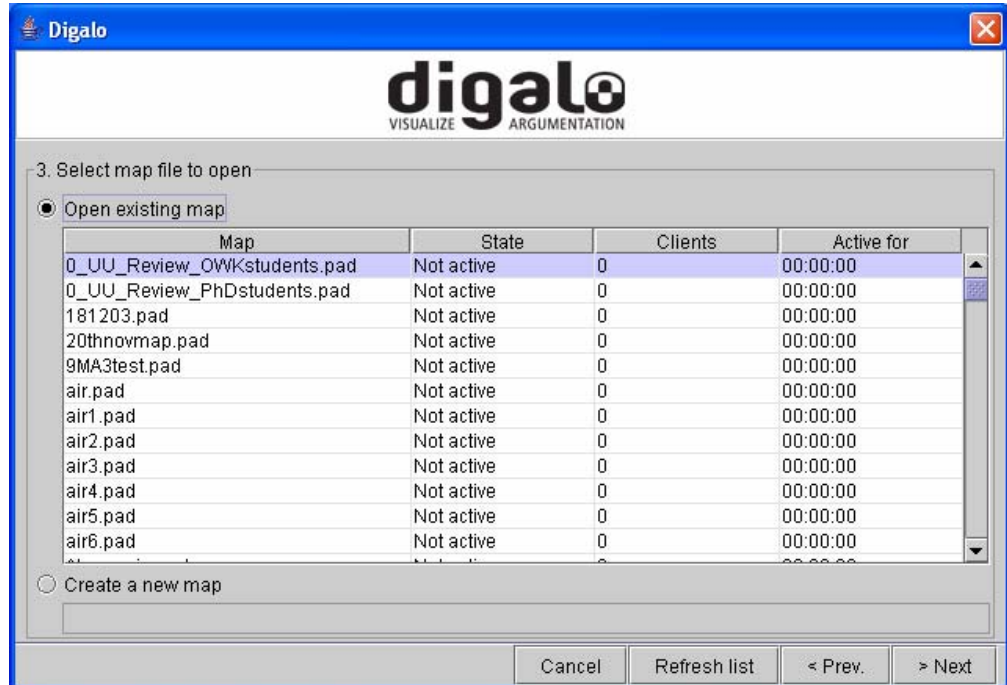 Digalo
digalo
VISUALIZE ARGUMENTATION
3. Select map file to open
Open existing map
Map State Clients Active for
0_UU_Review_OWKstudents.pad Not active 0 00:00:00
0_UU_Review_PhDstudents.pad Not active 0 00:00:00
181203.pad Not active 0 00:00:00
20thnovmap.pad Not active 0 00:00:00
9MA3test.pad Not active 0 00:00:00
air.pad Not active 0 00:00:00
air1.pad Not active 0 00:00:00
air2.pad Not active 0 00:00:00
air3.pad Not active 0 00:00:00
air4.pad Not active 0 00:00:00
air5.pad Not active 0 00:00:00
air6.pad Not active 0 00:00:00
Create a new map
Cancel Refresh list < Prev. > Next